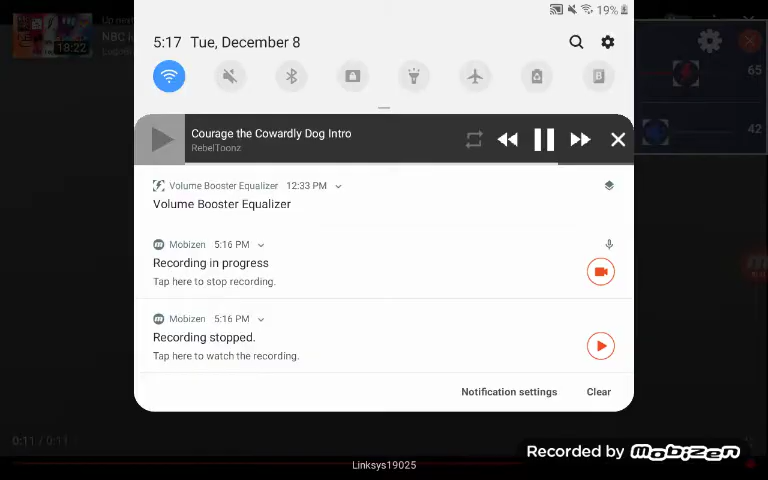 19%
5:17 Tue, December 8
Up next
NBC
18:22
65
42
Courage the Cowardly Dog Intro
RebelToonz
Volume Booster Equalizer 12:33 PM
Volume Booster Equalizer
Mobizen 5:16 PM
Recording in progress
Tap here to stop recording.
Mobizen 5:16 PM
Recording stopped.
Tap here to watch the recording.
Notification settings Clear
0:11 / 0:11
Recorded by Mobizen
Linksys19025